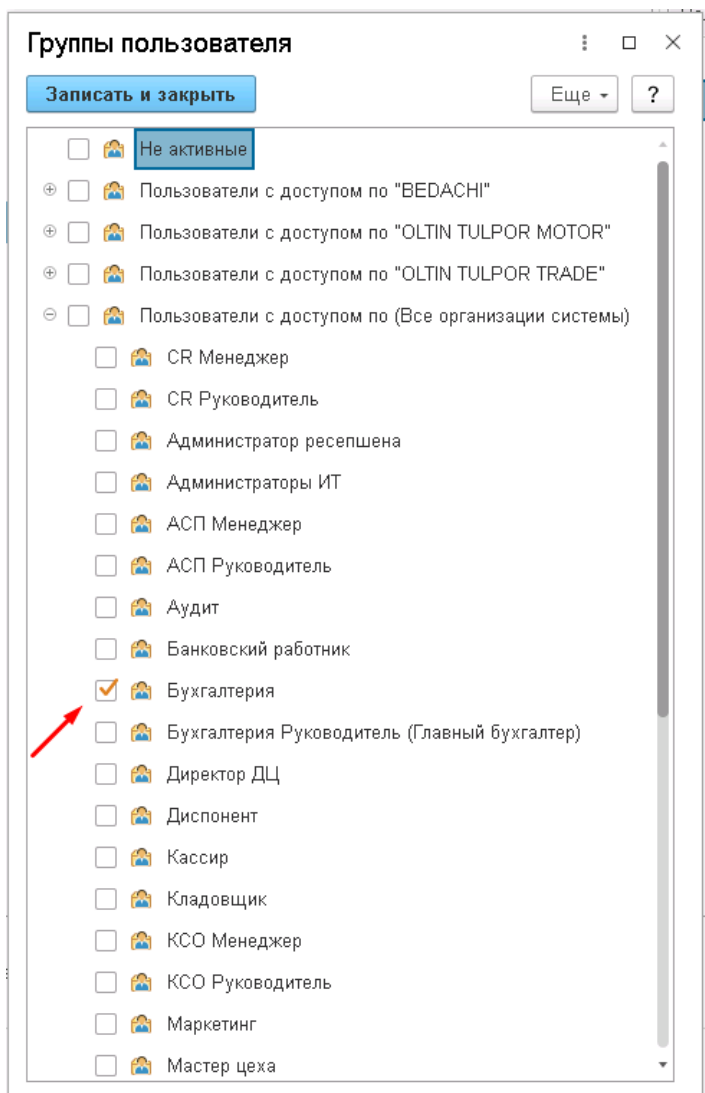 Группы пользователя
Записать и закрыть
Еще
?
Не активные
Пользователи с доступом по "BEDACHI"
Пользователи с доступом по "OLTIN TULPOR MOTOR"
Пользователи с доступом по "OLTIN TULPOR TRADE"
Пользователи с доступом по (Все организации системы)
CR Менеджер
CR Руководитель
Администратор ресепшена
Администраторы ИТ
АСП Менеджер
АСП Руководитель
Аудит
Банковский работник
Бухгалтерия
Бухгалтерия Руководитель (Главный бухгалтер)
Директор ДЦ
Диспонент
Кассир
Кладовщик
КСО Менеджер
КСО Руководитель
Маркетинг
Мастер цеха